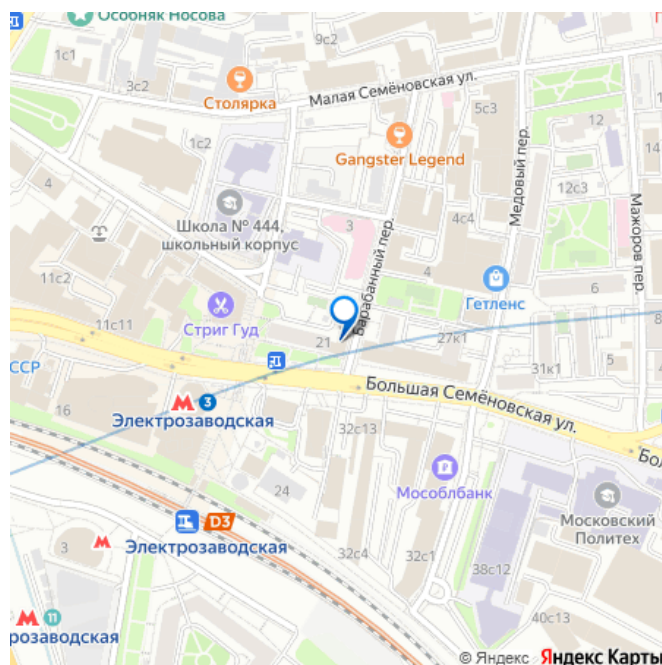 Особняк Носова
1с1
3с2
9с2
Столярка
Малая Семёновская ул.
5с3
Gangster Legend
12
Медовый пер.
1с2
12с3
Мажоров пер.
Школа № 444,
школьный корпус
3
4с4
Барабанный пер.
4
11с2
Гетленс
6
11с11
Стриг Гуд
21
27к1
8
31к1
ССР
3
Электрозаводская
16
Большая Семёновская ул.
Бол
32с13
24
Мособлбанк
D3
Электрозаводская
Московский
Политех
3
32с4
32с1
38с12
40с13
11
розаводская
© Яндекс Яндекс Карты